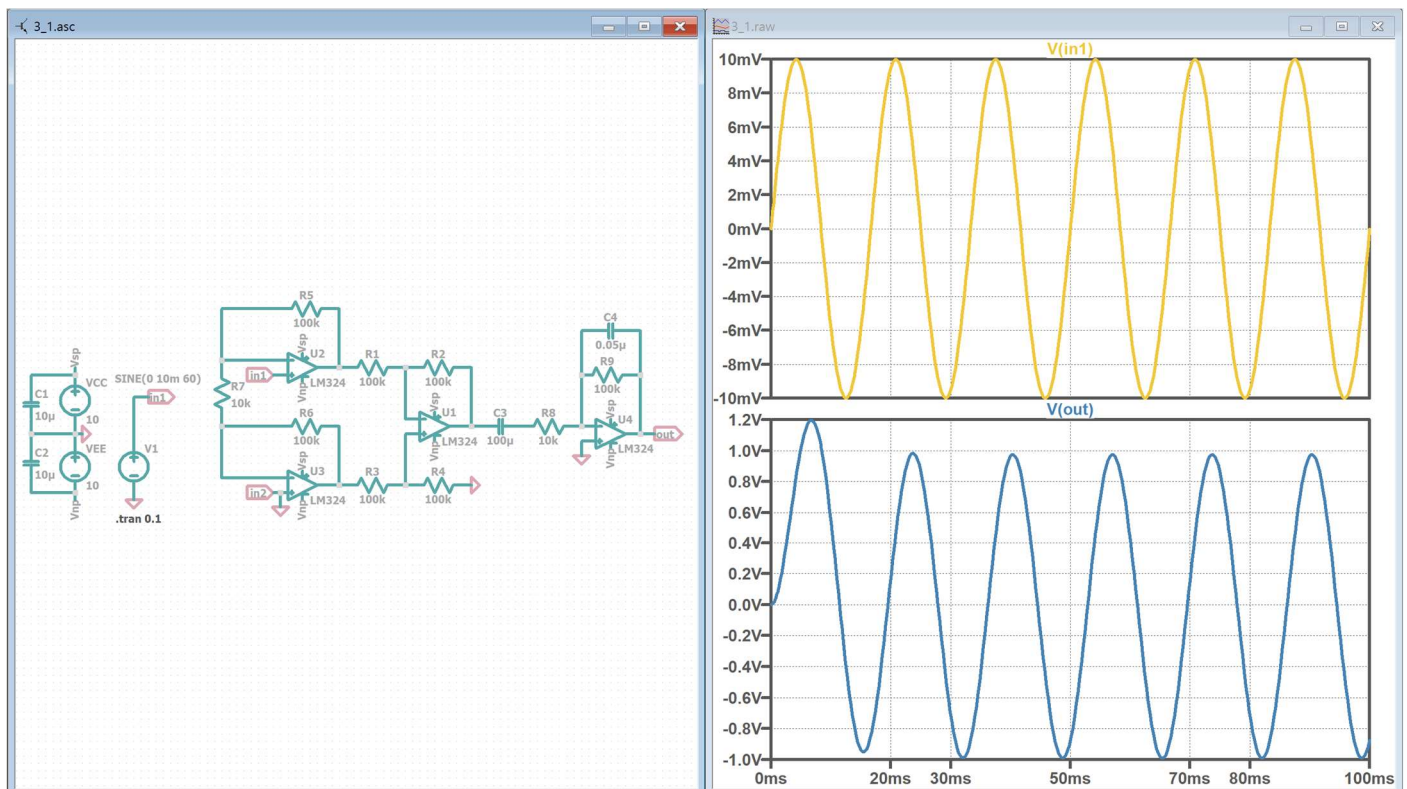 3_1.asc
R5
100k
Vsp
U2
in1
LM324
Vnp
R7
10k
R6
100k
Vsp
U3
in2
LM324
Vnp
R1
100k
R2
100k
R3
100k
R4
100k
Vsp
U1
LM324
Vnp
C3
100µ
R8
10k
C4
0.05µ
R9
100k
U4
LM324
Vnp
out
Vsp
VCC
C1
10µ
10
VEE
C2
10µ
10
Vnp
SINE(0 10m 60)
in1
V1
.tran 0.1
3_1.raw
V(in1)
10mV
8mV
6mV
4mV
2mV
0mV
-2mV
-4mV
-6mV
-8mV
-10mV
V(out)
1.2V
1.0V
0.8V
0.6V
0.4V
0.2V
0.0V
-0.2V
-0.4V
-0.6V
-0.8V
-1.0V
0ms 20ms 30ms 50ms 70ms 80ms 100ms